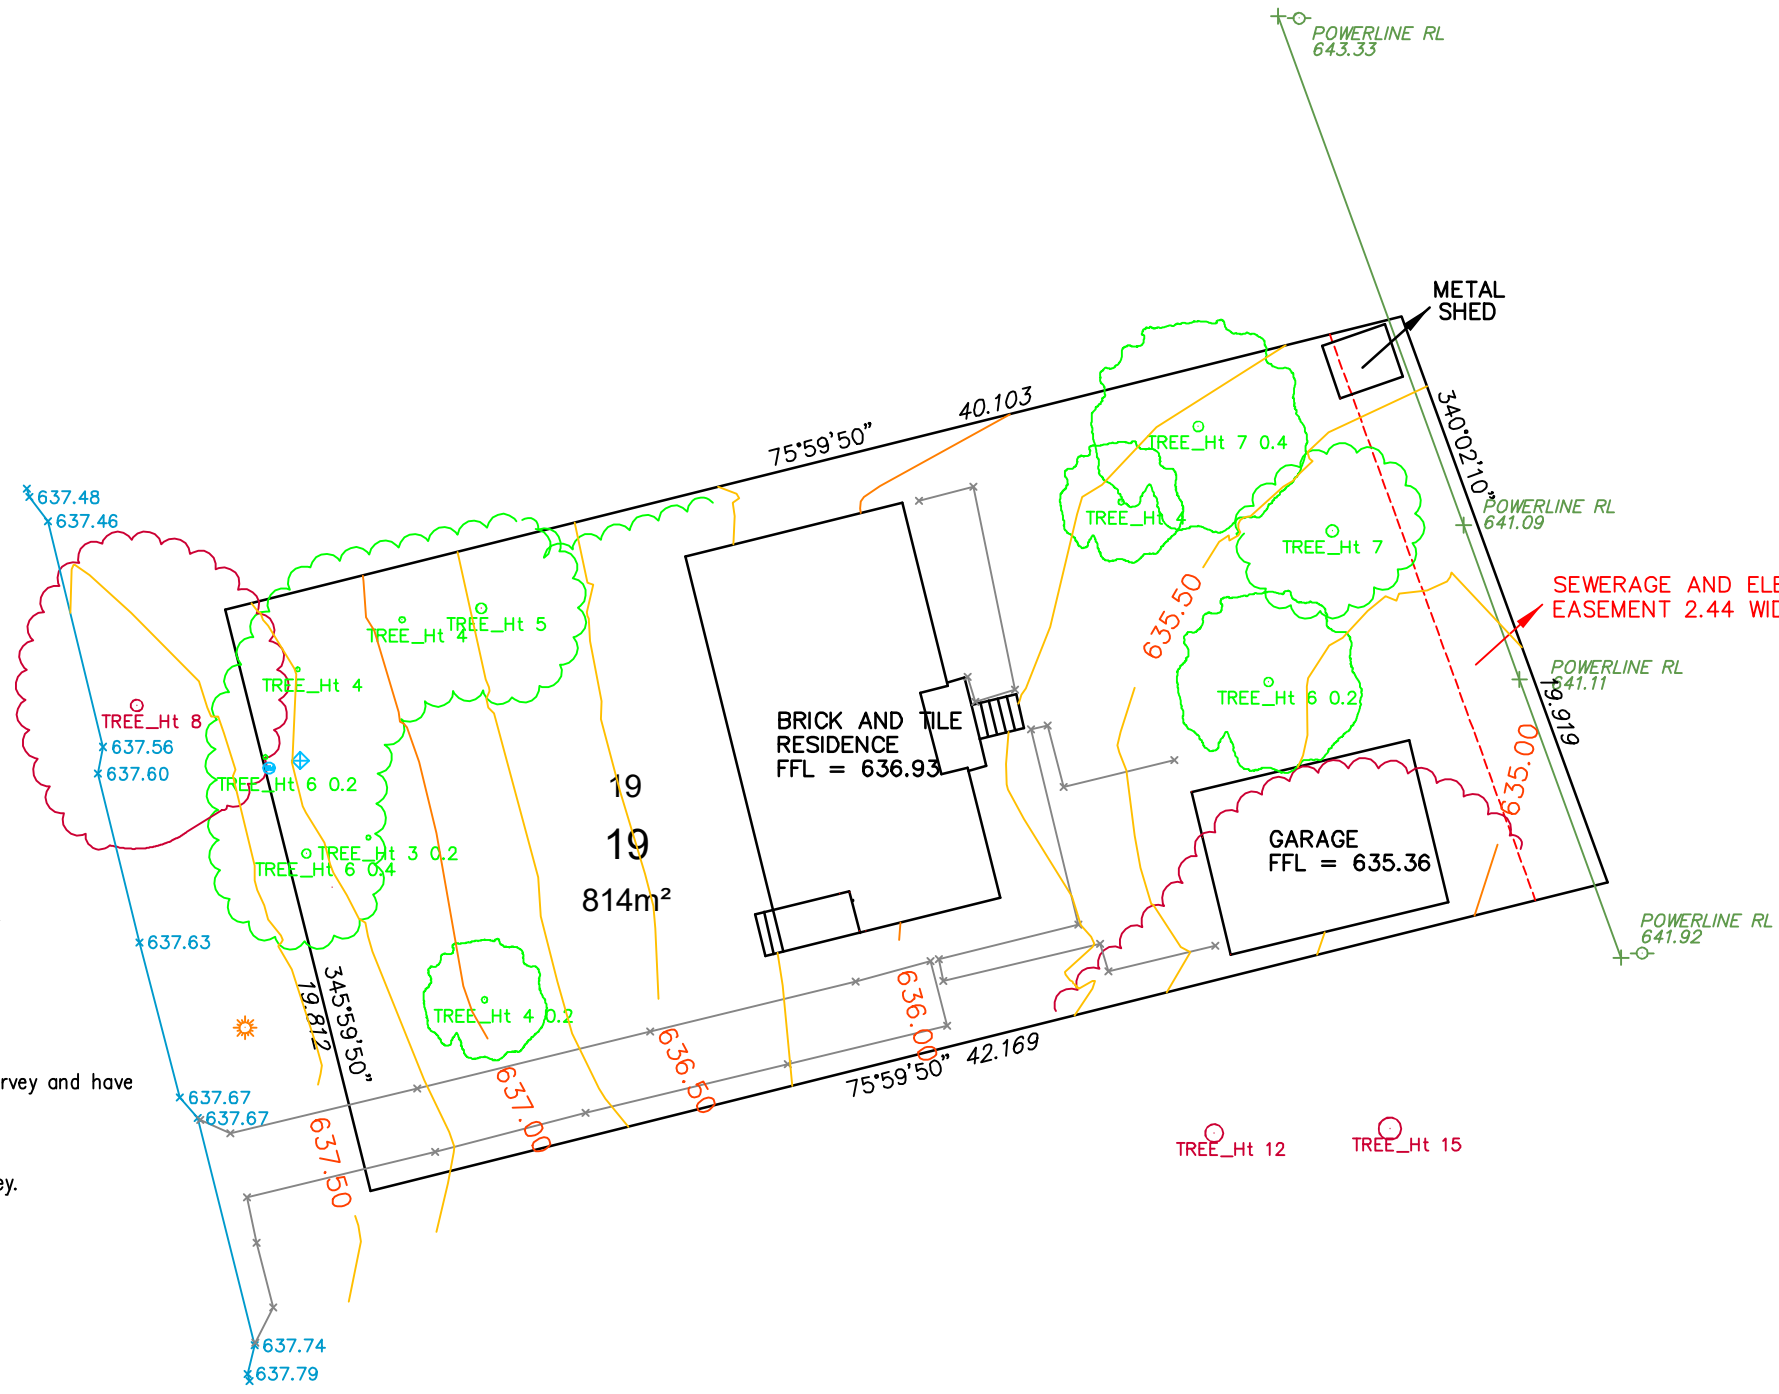 POWERLINE RL
643.33
METAL
SHED
40.103
75°59'50"
340°02'10"
TREE_Ht 7 0.4
637.48
637.46
TREE_Ht 4
POWERLINE RL
641.09
TREE_Ht 7
SEWERAGE AND ELE
EASEMENT 2.44 WID
635.50
TREE_Ht 5
TREE_Ht 4
TREE_Ht 4
POWERLINE RL
641.11
19.919
TREE_Ht 6 0.2
TREE_Ht 8
BRICK AND TILE
RESIDENCE
FFL = 636.93
637.56
637.60
TREE_Ht 6 0.2
19
19
814m²
635.00
GARAGE
FFL = 635.36
TREE_Ht 3 0.2
TREE_Ht 6 0.4
POWERLINE RL
641.92
637.63
345°59'50"
19.812
TREE_Ht 4 0.2
636.00
636.50
637.00
637.50
42.169
75°59'50"
rvey and have
637.67
637.67
TREE_Ht 12
TREE_Ht 15
ey.
637.74
637.79